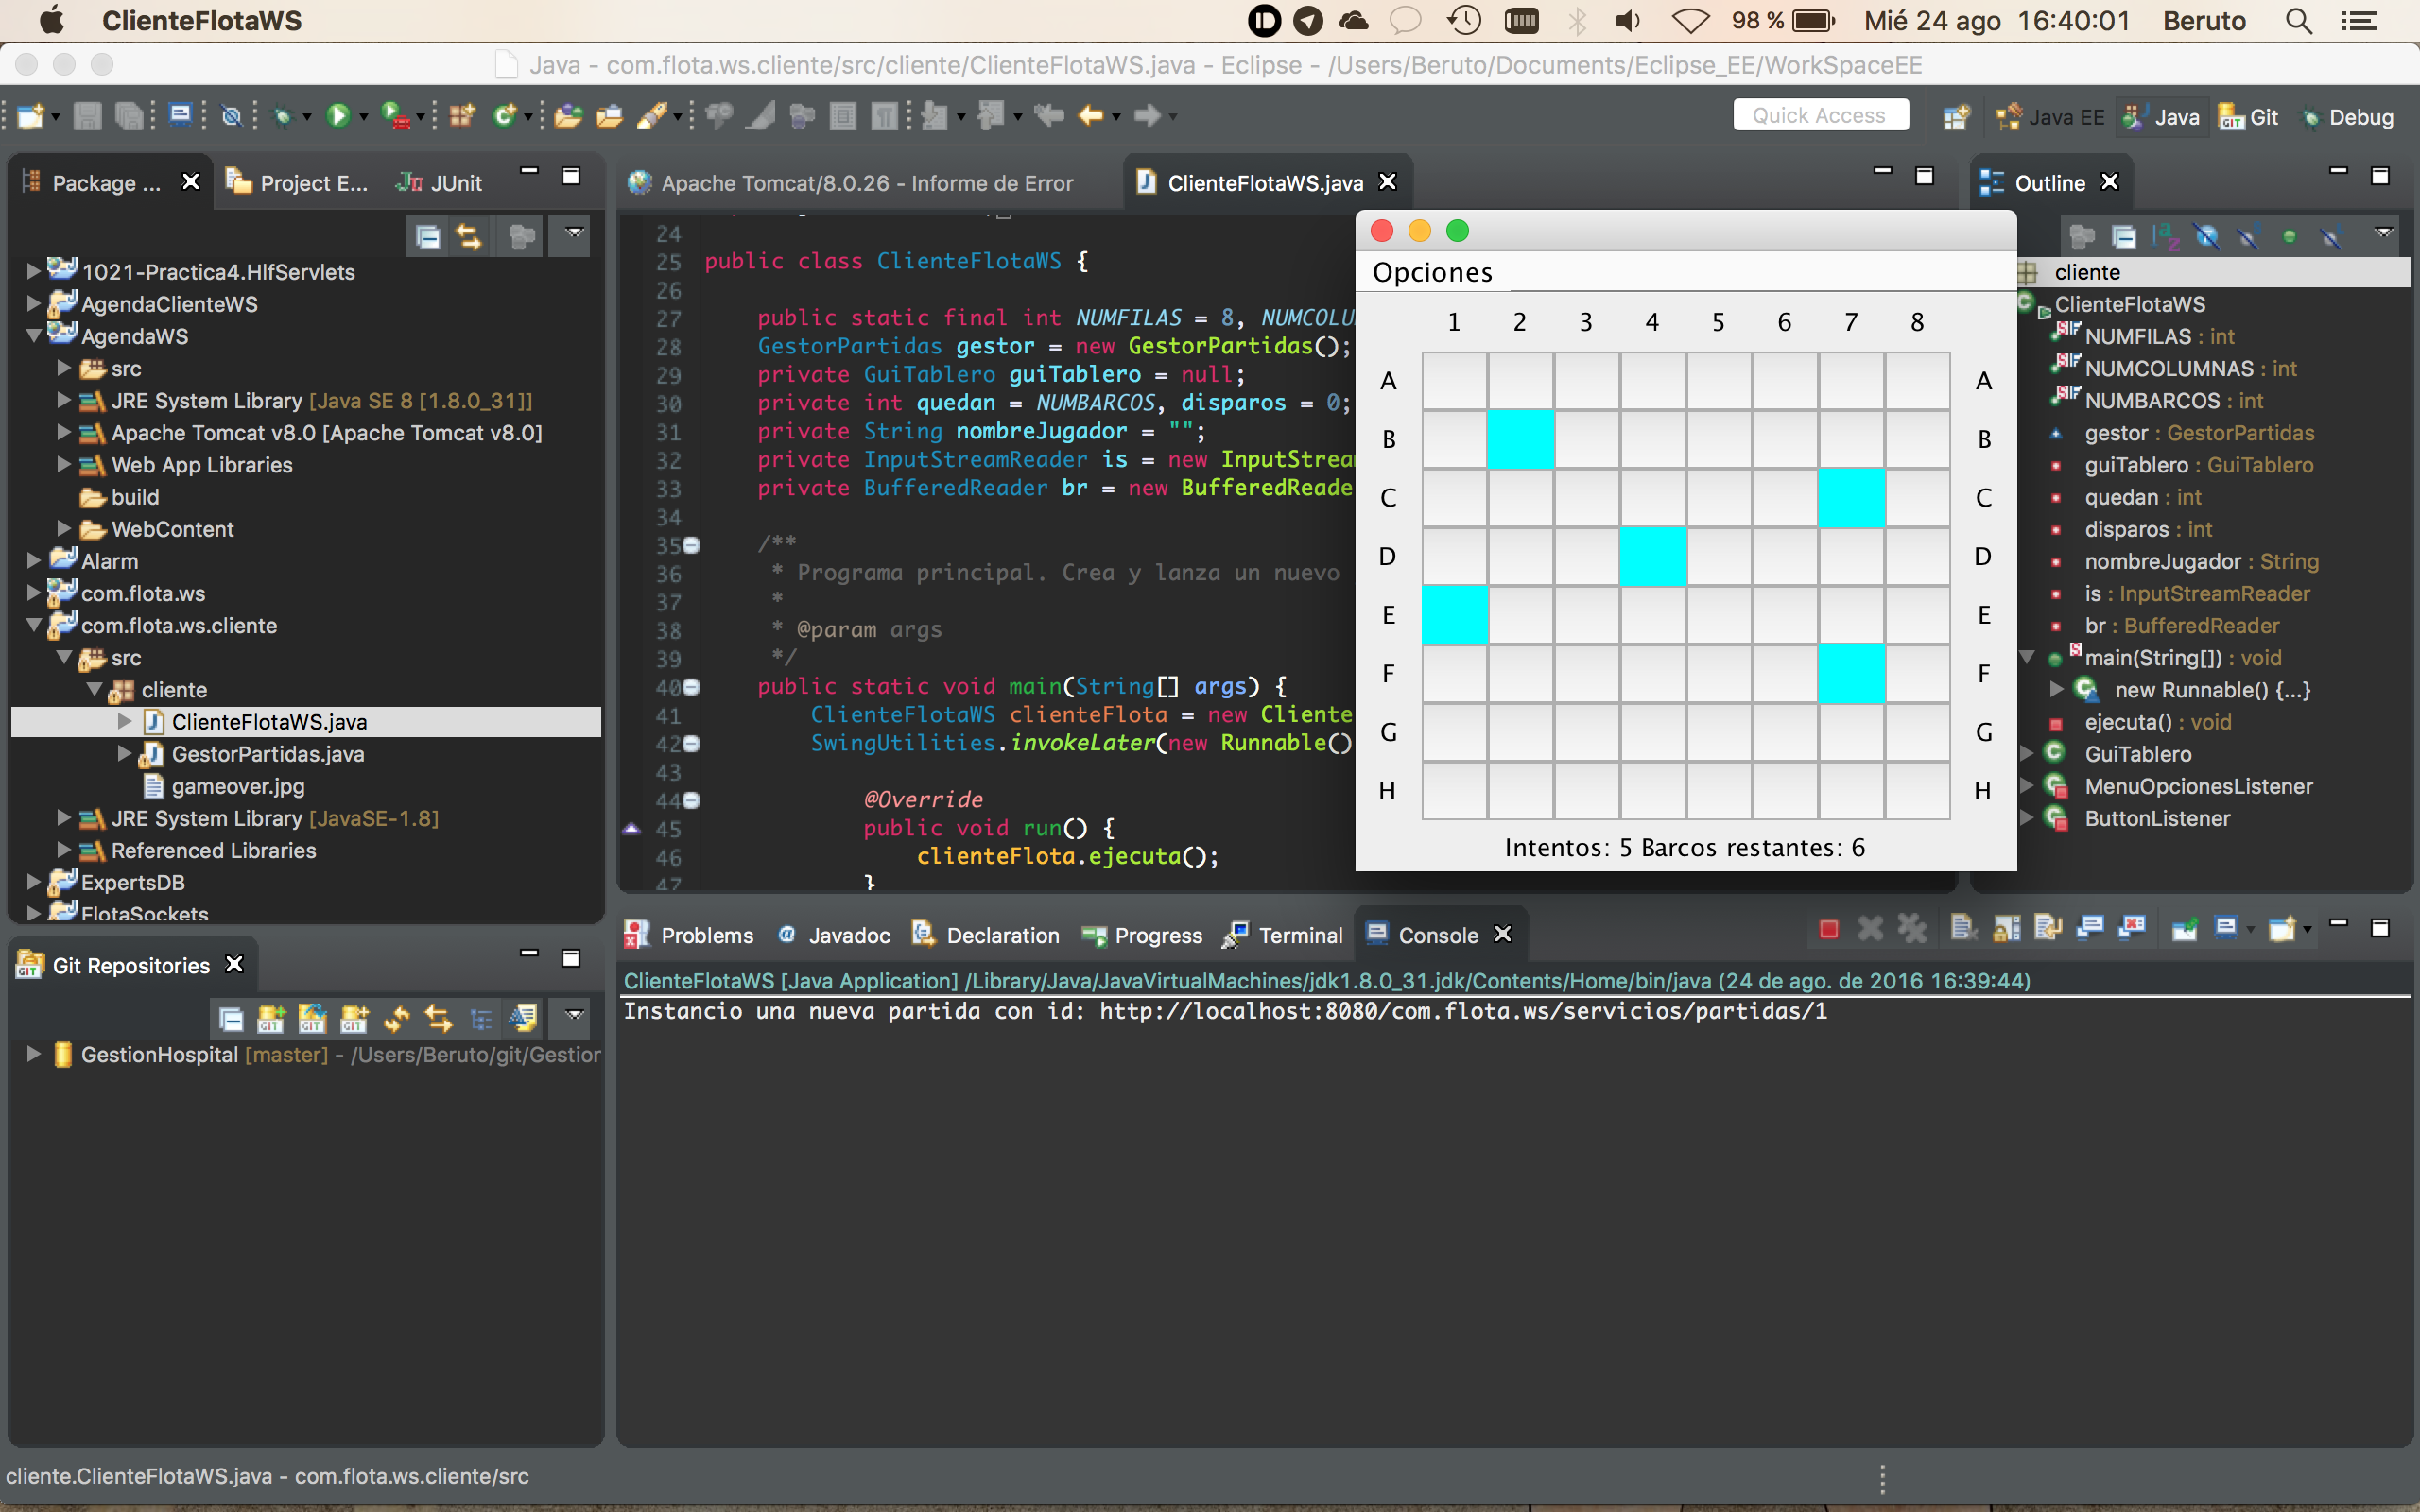 ClienteFlotaWS
98 %
Mié 24 ago 16:40:01
Beruto
Java - com.flota.ws.cliente/src/cliente/ClienteFlotaWS.java - Eclipse - /Users/Beruto/Documents/Eclipse_EE/WorkSpaceEE
Quick Access
Java EE
Java
Git
Debug
Package ...
Project E...
JUnit
1021-Practica4.HlfServlets
AgendaClienteWS
AgendaWS
src
JRE System Library [Java SE 8 [1.8.0_31]]
Apache Tomcat v8.0 [Apache Tomcat v8.0]
Web App Libraries
build
WebContent
Alarm
com.flota.ws
com.flota.ws.cliente
src
cliente
ClienteFlotaWS.java
GestorPartidas.java
gameover.jpg
JRE System Library [JavaSE-1.8]
Referenced Libraries
ExpertsDB
FlotaSockets
Git Repositories
GestionHospital [master] - /Users/Beruto/git/Gestion
Apache Tomcat/8.0.26 - Informe de Error
ClienteFlotaWS.java
24
25 public class ClienteFlotaWS {
26
27 public static final int NUMFILAS = 8, NUMCOLU
28 GestorPartidas gestor = new GestorPartidas();
29 private GuiTablero guiTablero = null;
30 private int quedan = NUMBARCOS, disparos = 0;
31 private String nombreJugador = "";
32 private InputStreamReader is = new InputStrea
33 private BufferedReader br = new BufferedReade
34
35 /**
36 * Programa principal. Crea y lanza un nuevo
37 *
38 * @param args
39 */
40 public static void main(String[] args) {
41 ClienteFlotaWS clienteFlota = new Cliente
42 SwingUtilities.invokeLater(new Runnable()
43
44 @Override
45 public void run() {
46 clienteFlota.ejecuta();
47 }
Opciones
1 2 3 4 5 6 7 8
A A
B B
C C
D D
E E
F F
G G
H H
Intentos: 5 Barcos restantes: 6
Outline
cliente
ClienteFlotaWS
NUMFILAS : int
NUMCOLUMNAS : int
NUMBARCOS : int
gestor : GestorPartidas
guiTablero : GuiTablero
quedan : int
disparos : int
nombreJugador : String
is : InputStreamReader
br : BufferedReader
main(String[]) : void
new Runnable() {...}
ejecuta() : void
GuiTablero
MenuOpcionesListener
ButtonListener
Problems
Javadoc
Declaration
Progress
Terminal
Console
ClienteFlotaWS [Java Application] /Library/Java/JavaVirtualMachines/jdk1.8.0_31.jdk/Contents/Home/bin/java (24 de ago. de 2016 16:39:44)
Instancio una nueva partida con id: http://localhost:8080/com.flota.ws/servicios/partidas/1
cliente.ClienteFlotaWS.java - com.flota.ws.cliente/src